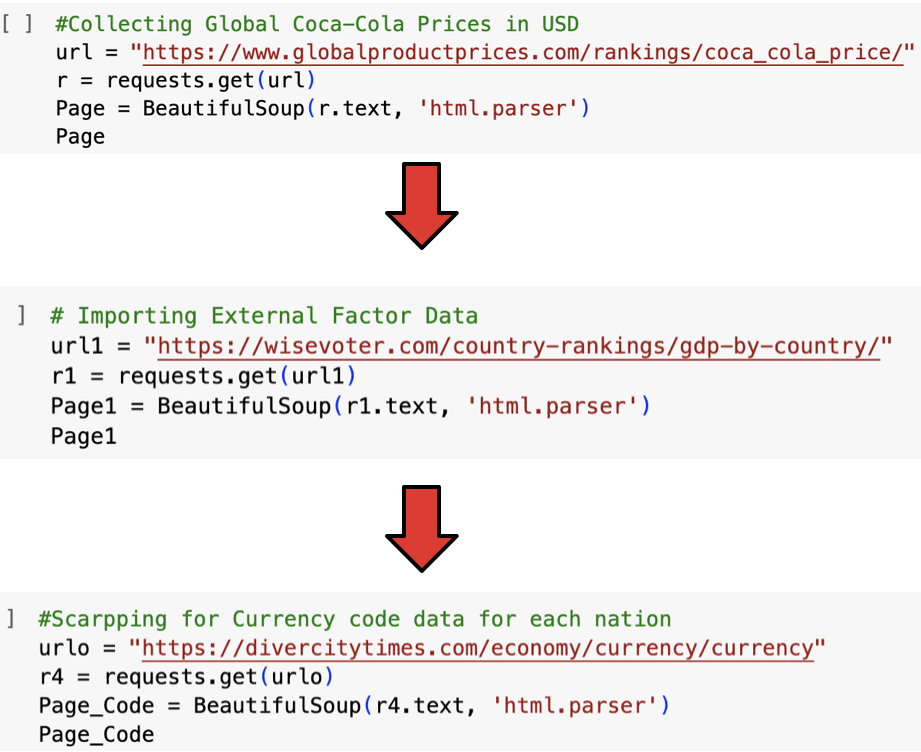 [ ] #Collecting Global Coca-Cola Prices in USD
url = "https://www.globalproductprices.com/rankings/coca_cola_price/"
r = requests.get(url)
Page = BeautifulSoup(r.text, 'html.parser')
Page
] # Importing External Factor Data
url1 = "https://wisevoter.com/country-rankings/gdp-by-country/"
r1 = requests.get(url1)
Page1 = BeautifulSoup(r1.text, 'html.parser')
Page1
] #Scarpping for Currency code data for each nation
urlo = "https://divercitytimes.com/economy/currency/currency"
r4 = requests.get(urlo)
Page_Code = BeautifulSoup(r4.text, 'html.parser')
Page_Code